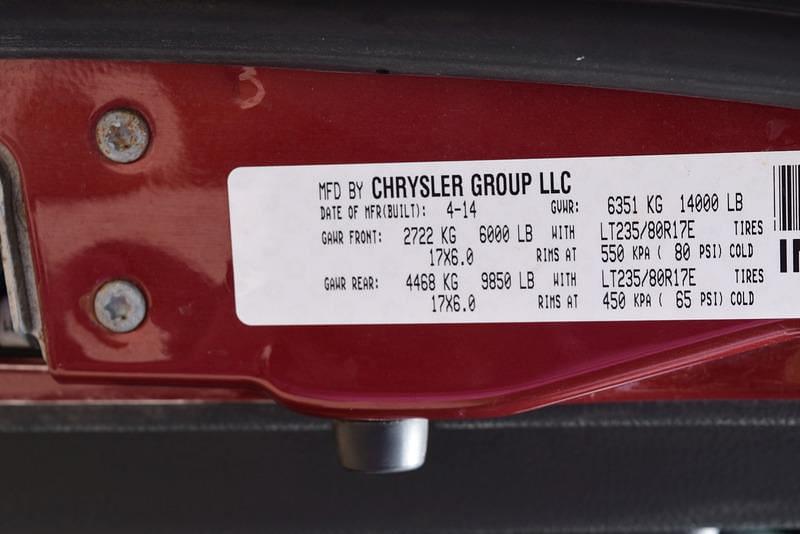 MFD BY CHRYSLER GROUP LLC
DATE OF MFR(BUILT): 4-14 GVWR: 6351 KG 14000 LB
GAWR FRONT: 2722 KG 6000 LB WITH LT235/80R17E TIRES
17X6.0 RIMS AT 550 KPA ( 80 PSI) COLD
GAWR REAR: 4468 KG 9850 LB WITH LT235/80R17E TIRES
17X6.0 RIMS AT 450 KPA ( 65 PSI) COLD